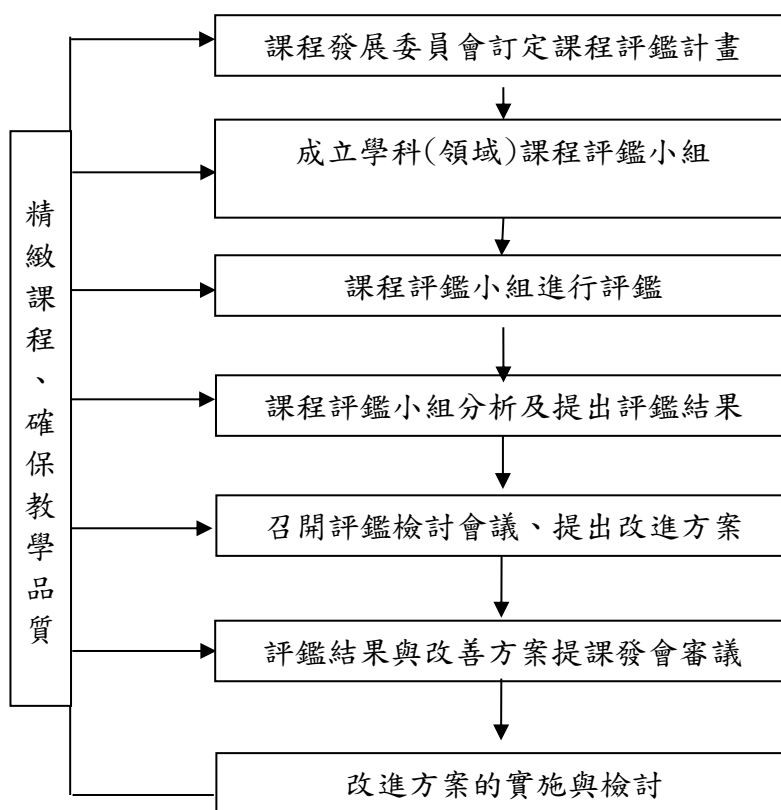 課程發展委員會訂定課程評鑑計畫
成立學科(領域)課程評鑑小組
課程評鑑小組進行評鑑
課程評鑑小組分析及提出評鑑結果
召開評鑑檢討會議、提出改進方案
評鑑結果與改善方案提課發會審議
改進方案的實施與檢討
精緻課程、確保教學品質